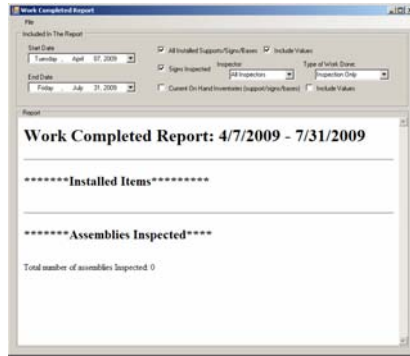 Work Completed Report
File
Included In The Report
Start Date
Tuesday , April 07, 2009
End Date
Friday , July 31, 2009
All Installed Supports/Signs/Bases
Include Values
Signs Inspected
Inspector
All Inspectors
Type of Work Done:
Inspection Only
Current On Hand Inventories (support/signs/bases)
Include Values
Report
Work Completed Report: 4/7/2009 - 7/31/2009
*******Installed Items*********
*******Assemblies Inspected****
Total number of assemblies Inspected: 0